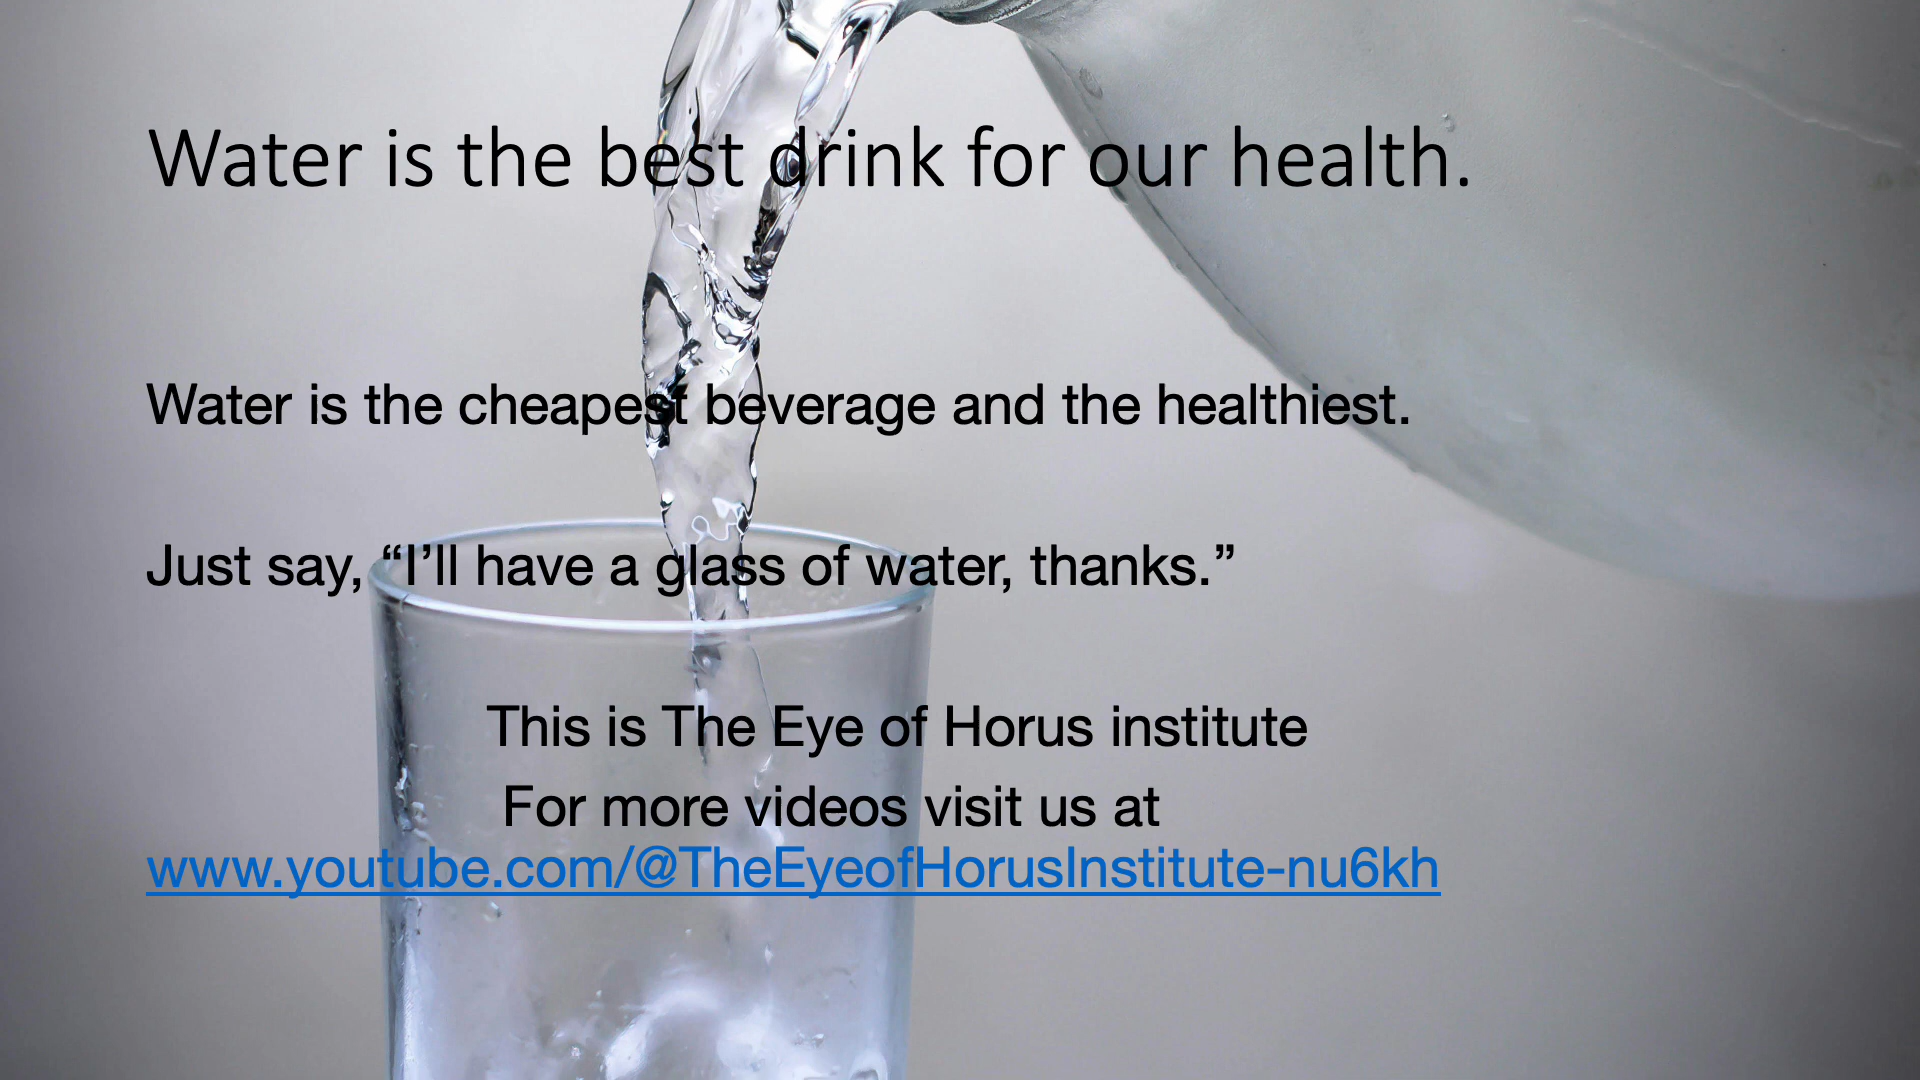 Water is the best drink for our health.
Water is the cheapest beverage and the healthiest.
Just say, “I’ll have a glass of water, thanks.”
This is The Eye of Horus institute
For more videos visit us at
www.youtube.com/@TheEyeofHorusInstitute-nu6kh